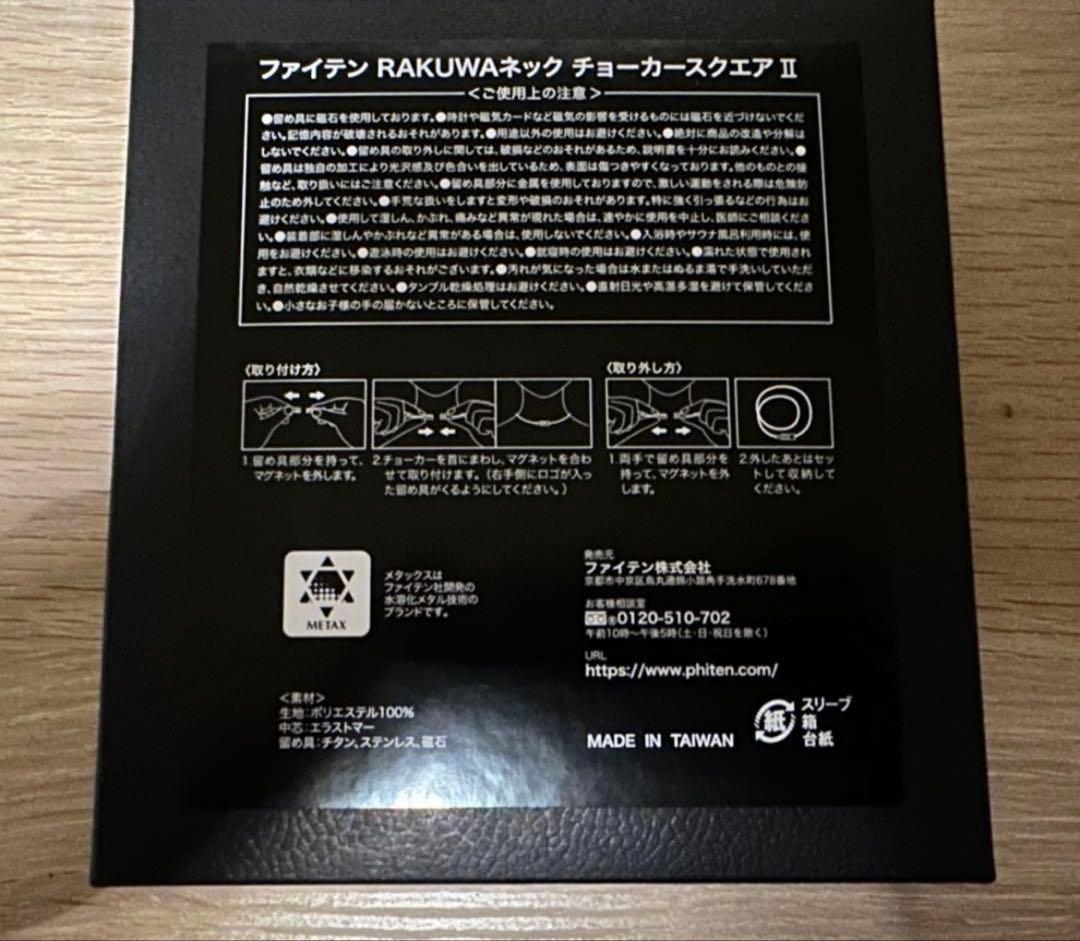 ファイテン RAKUWAネック チョーカースクエアⅡ
＜ご使用上の注意＞
●留め具に磁石を使用しております。●時計や磁気カードなど磁気の影響を受けるものには磁石を近づけないでくだ
さい。記憶内容が破壊されるおそれがあります。●用途以外の使用はお避けください。●絶対に商品の改造や分解は
しないでください。●留め具の取り外しに関しては、破損などのおそれがあるため、説明書を十分にお読みください。●
留め具は独自の加工により光沢感及び色合いを出しているため、表面は傷つきやすくなっております。他のものとの接
触など、取り扱いにはご注意ください。●留め具部分に金属を使用しておりますので、激しい運動をされる際は危険防
止のため外してください。●手荒な扱いをしますと変形や破損のおそれがあります。特に強く引っ張るなどの行為はお
避けください。●使用して湿しん、かぶれ、痛みなど異常が現れた場合は、速やかに使用を中止し、医師にご相談くださ
い。●装着部に湿しんやかぶれなど異常がある場合は、使用しないでください。●入浴時やサウナ風呂利用時には、使
用をお避けください。●遊泳時の使用はお避けください。●就寝時の使用はお避けください。●濡れた状態で使用され
ますと、衣類などに移染するおそれがございます。●汚れが気になった場合は水またはぬるま湯で手洗いしていただ
き、自然乾燥させてください。●タンブル乾燥処理はお避けください。●直射日光や高温多湿を避けて保管してくださ
い。●小さなお子様の手の届かないところに保管してください。
〈取り付け方〉
1.留め具部分を持って、
マグネットを外します。
2.チョーカーを首にまわし、マグネットを合わ
せて取り付けます。（右手側にロゴが入っ
た留め具がくるようにしてください。）
〈取り外し方〉
1.両手で留め具部分を
持って、マグネットを外
します。
2.外したあとはセッ
トして収納して
ください。
METAX
メタックスは
ファイテン社開発の
水溶化メタル技術の
ブランドです。
発売元
ファイテン株式会社
京都市中京区烏丸通錦小路角手洗水町678番地
お客様相談室
0120-510-702
午前10時〜午後5時（土・日・祝日を除く）
URL
https://www.phiten.com/
＜素材＞
生地：ポリエステル100%
中芯：エラストマー
留め具：チタン、ステンレス、磁石
MADE IN TAIWAN
紙
スリーブ
箱
台紙